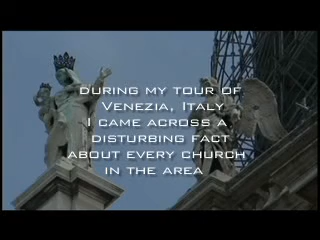 DURING MY TOUR OF
VENEZIA, ITALY
I CAME ACROSS A
DISTURBING FACT
ABOUT EVERY CHURCH
IN THE AREA